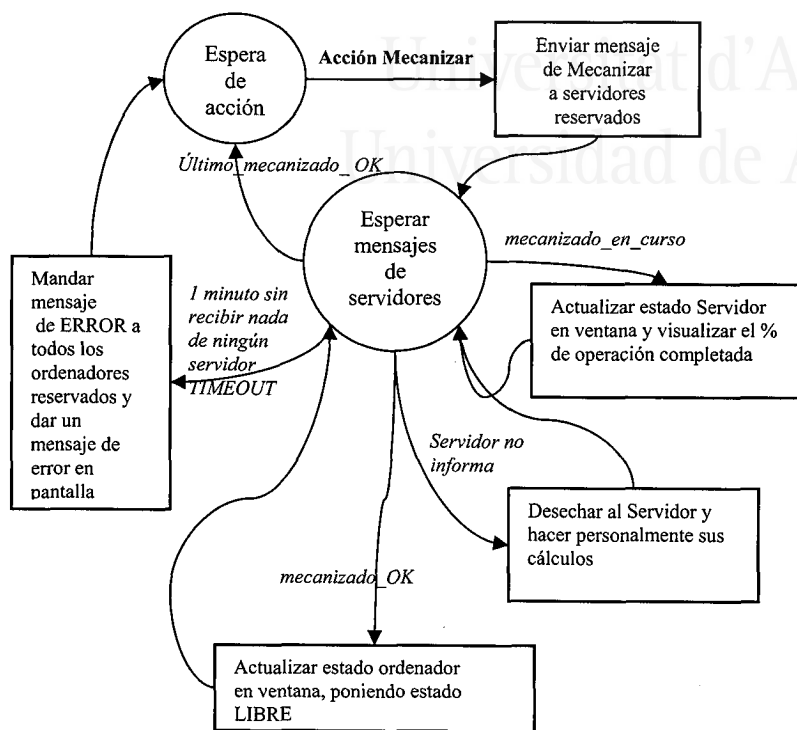 Espera
de
acción
Acción Mecanizar
Enviar mensaje
de Mecanizar
a servidores
reservados
Universitat d'A
Universidad de A
Último_mecanizado_OK
Esperar
mensajes
de
servidores
mecanizado_en_curso
Mandar
mensaje
de ERROR a
todos los
ordenadores
reservados y
dar un
mensaje de
error en
pantalla
1 minuto sin
recibir nada
de ningún
servidor
TIMEOUT
Actualizar estado Servidor
en ventana y visualizar el %
de operación completada
Servidor no
informa
Desechar al Servidor y
hacer personalmente sus
cálculos
mecanizado_OK
Actualizar estado ordenador
en ventana, poniendo estado
LIBRE